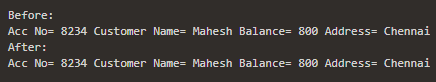 Before:
Acc No= 8234 Customer Name= Mahesh Balance= 800 Address= Chennai
After:
Acc No= 8234 Customer Name= Mahesh Balance= 800 Address= Chennai